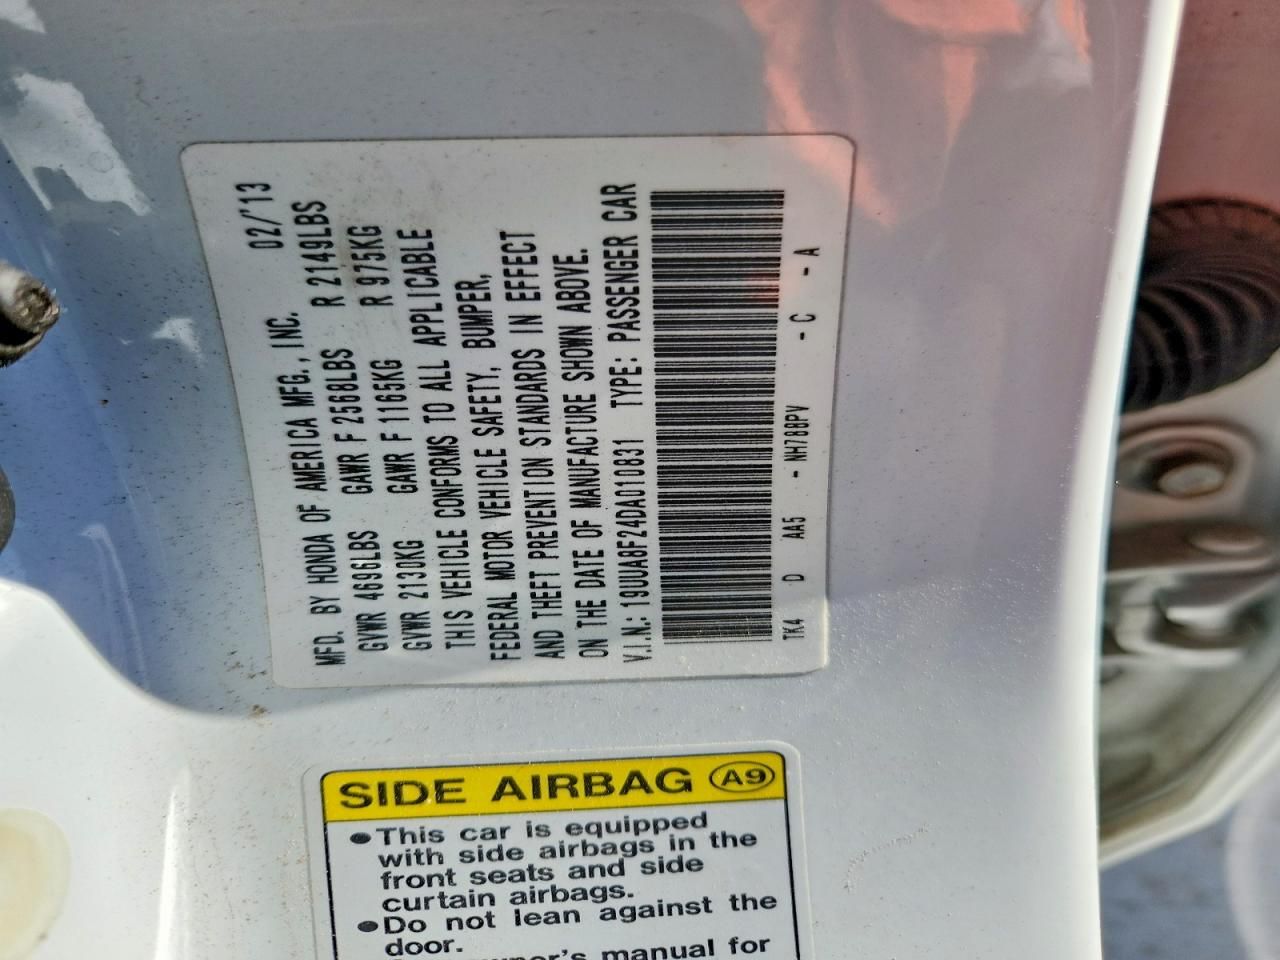 MFD. BY HONDA OF AMERICA MFG., INC. 02/'13
GVWR 4696LBS GAWR F 2568LBS R 2149LBS
GVWR 2130KG GAWR F 1165KG R 975KG
THIS VEHICLE CONFORMS TO ALL APPLICABLE
FEDERAL MOTOR VEHICLE SAFETY, BUMPER,
AND THEFT PREVENTION STANDARDS IN EFFECT
ON THE DATE OF MANUFACTURE SHOWN ABOVE.
V.I.N.: 19UUA8F24DA010831 TYPE: PASSENGER CAR
TK4 D AA5 - NH788PV - C - A
SIDE AIRBAG A9
•This car is equipped
with side airbags in the
front seats and side
curtain airbags.
•Do not lean against the
door.
owner's manual for